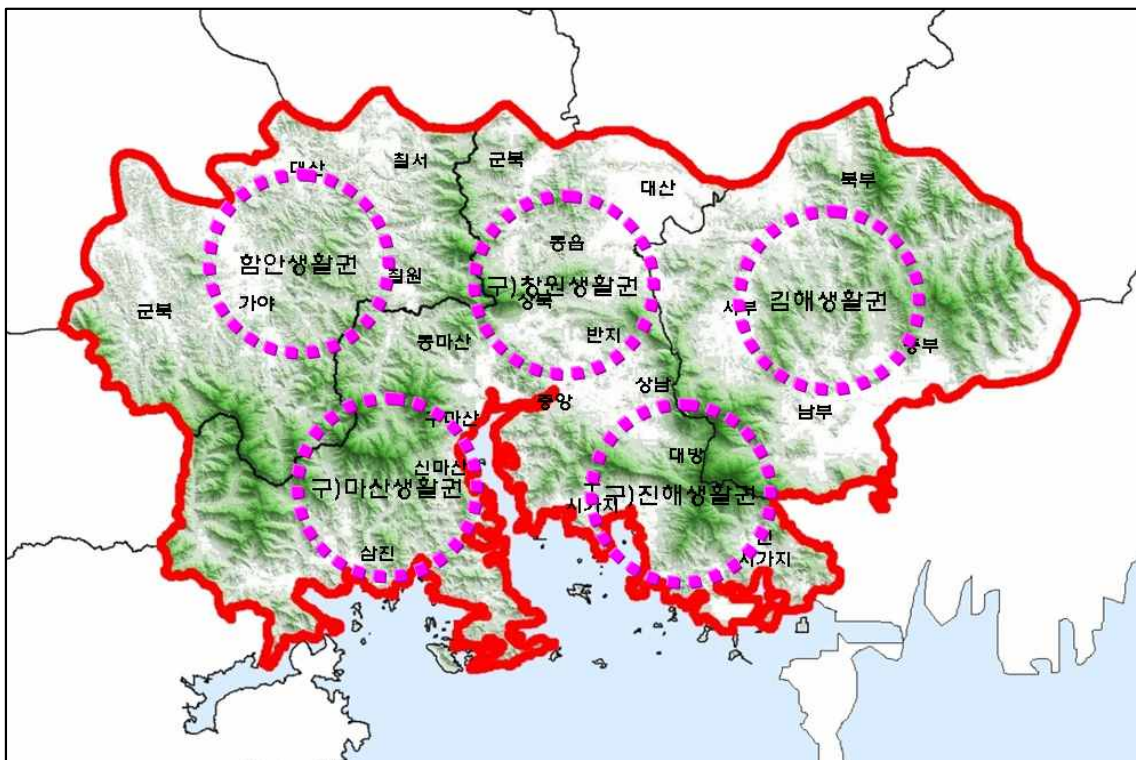 대산
칠서
군북
대산
북부
함안생활권
동읍
칠원
구)창원생활권
상북
김해생활권
서부
군북
가야
동마산
반지
중부
상남
중앙
남부
구마산
대방
신마산
구)마산생활권
구)진해생활권
시가지
삼진
시가지